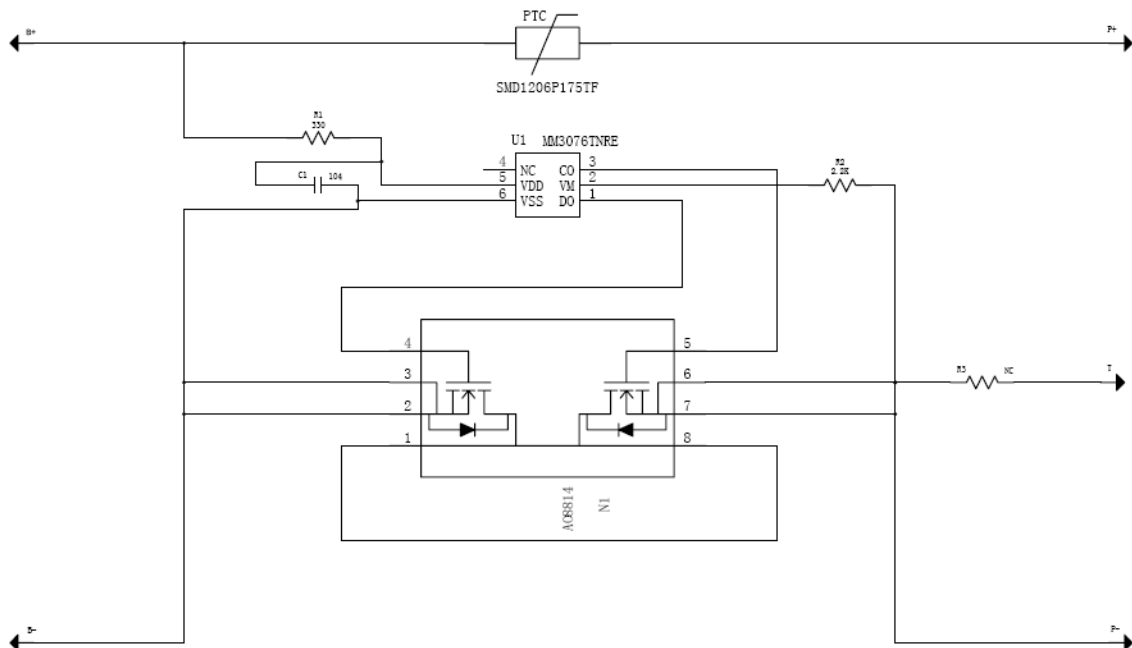 PTC
B+
P+
SMD1206P175TF
R1
330
U1 MM3076TNRE
4 NC CO 3
5 VDD VM 2
6 VSS DO 1
C1 104
R2
2.2K
4 5
3 6
2 7
1 8
R3 NC
T
AO8814
N1
B-
P-